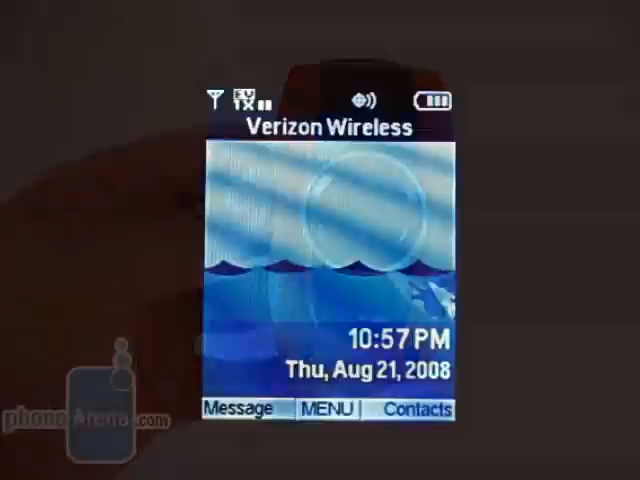 EV
1X
Verizon Wireless
10:57 PM
Thu, Aug 21, 2008
Message MENU Contacts
phoneArena.com